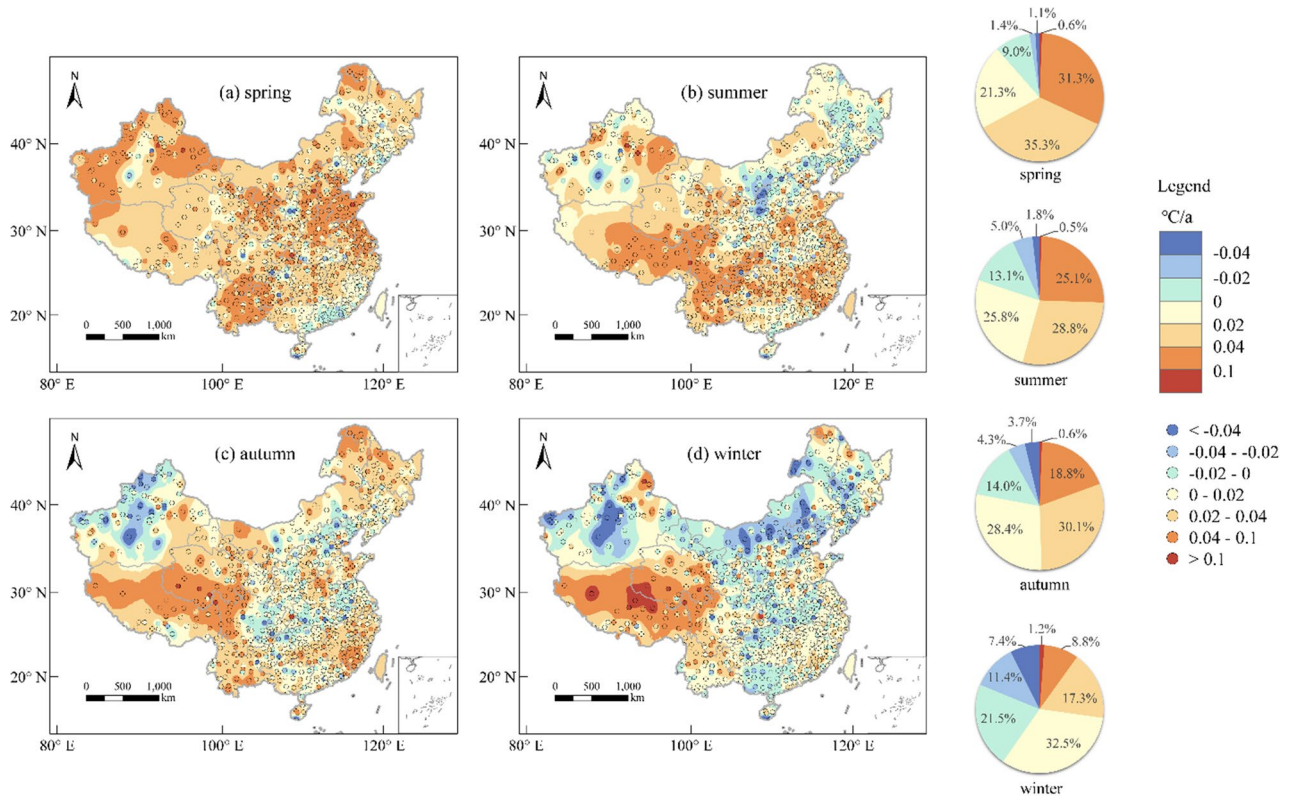 N
(a) spring
40° N
30° N
20° N
0 500 1,000
km
80° E 100° E 120° E
N
(b) summer
40° N
30° N
20° N
0 500 1,000
km
80° E 100° E 120° E
N
(c) autumn
40° N
30° N
20° N
0 500 1,000
km
80° E 100° E 120° E
N
(d) winter
40° N
30° N
20° N
0 500 1,000
km
80° E 100° E 120° E
1.1%
1.4% 0.6%
9.0%
31.3%
21.3%
35.3%
spring
1.8%
5.0% 0.5%
13.1% 25.1%
25.8% 28.8%
summer
3.7%
4.3% 0.6%
18.8%
14.0%
28.4% 30.1%
autumn
1.2%
7.4% 8.8%
11.4%
17.3%
21.5%
32.5%
winter
Legend
°C/a
-0.04
-0.02
0
0.02
0.04
0.1
< -0.04
-0.04 - -0.02
-0.02 - 0
0 - 0.02
0.02 - 0.04
0.04 - 0.1
> 0.1